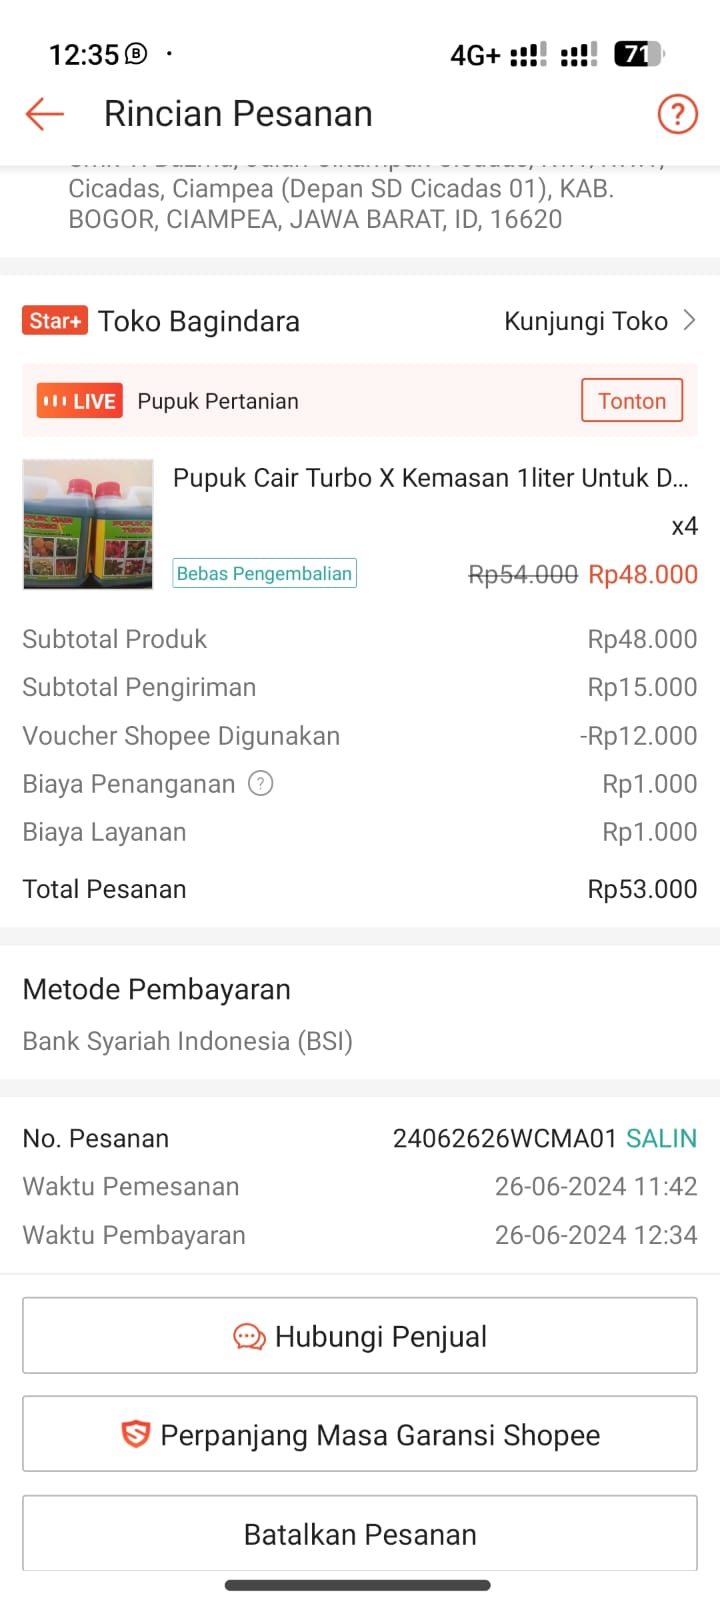 12:35
4G+ 71
Rincian Pesanan
Cicadas, Ciampea (Depan SD Cicadas 01), KAB.
BOGOR, CIAMPEA, JAWA BARAT, ID, 16620
Star+ Toko Bagindara Kunjungi Toko
LIVE Pupuk Pertanian Tonton
Pupuk Cair Turbo X Kemasan 1liter Untuk D...
x4
Bebas Pengembalian Rp54.000 Rp48.000
Subtotal Produk Rp48.000
Subtotal Pengiriman Rp15.000
Voucher Shopee Digunakan -Rp12.000
Biaya Penanganan ? Rp1.000
Biaya Layanan Rp1.000
Total Pesanan Rp53.000
Metode Pembayaran
Bank Syariah Indonesia (BSI)
No. Pesanan 24062626WCMA01 SALIN
Waktu Pemesanan 26-06-2024 11:42
Waktu Pembayaran 26-06-2024 12:34
Hubungi Penjual
Perpanjang Masa Garansi Shopee
Batalkan Pesanan